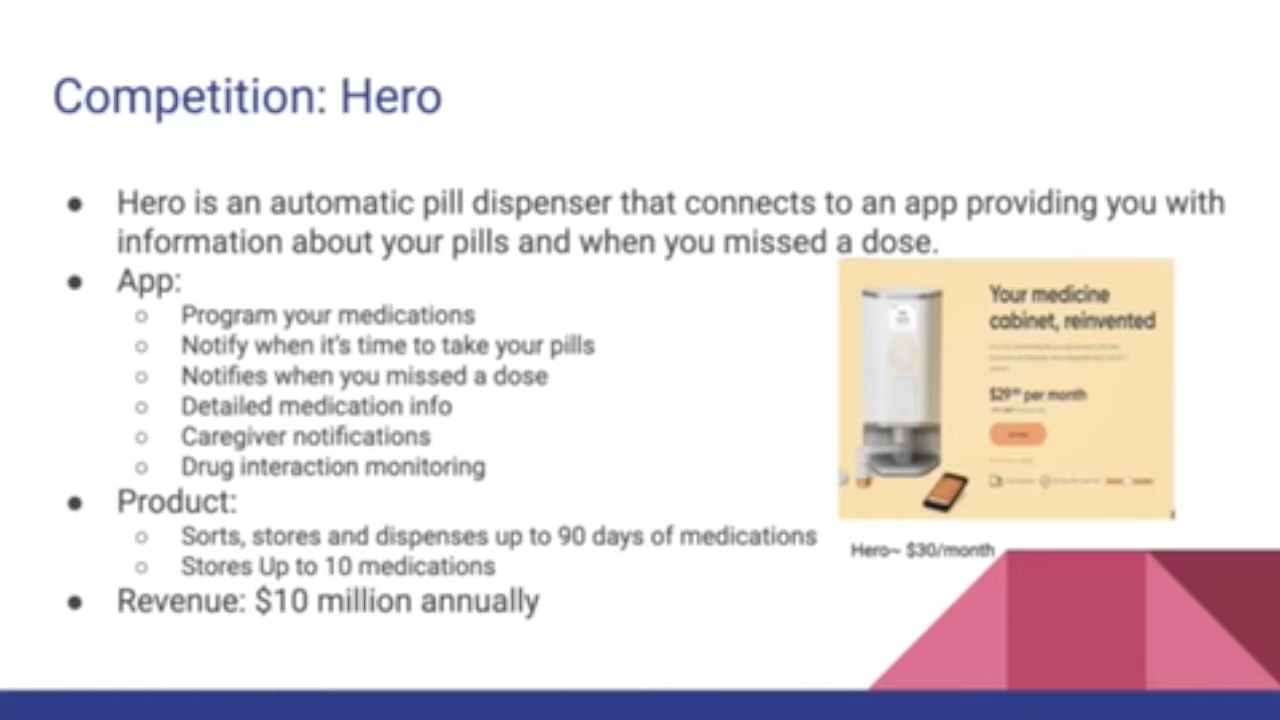 Competition: Hero
● Hero is an automatic pill dispenser that connects to an app providing you with
information about your pills and when you missed a dose.
● App:
○ Program your medications
○ Notify when it's time to take your pills
○ Notifies when you missed a dose
○ Detailed medication info
○ Caregiver notifications
○ Drug interaction monitoring
● Product:
○ Sorts, stores and dispenses up to 90 days of medications
○ Stores Up to 10 medications
● Revenue: $10 million annually
Your medicine
cabinet, reinvented
per month
Hero~ $30/month